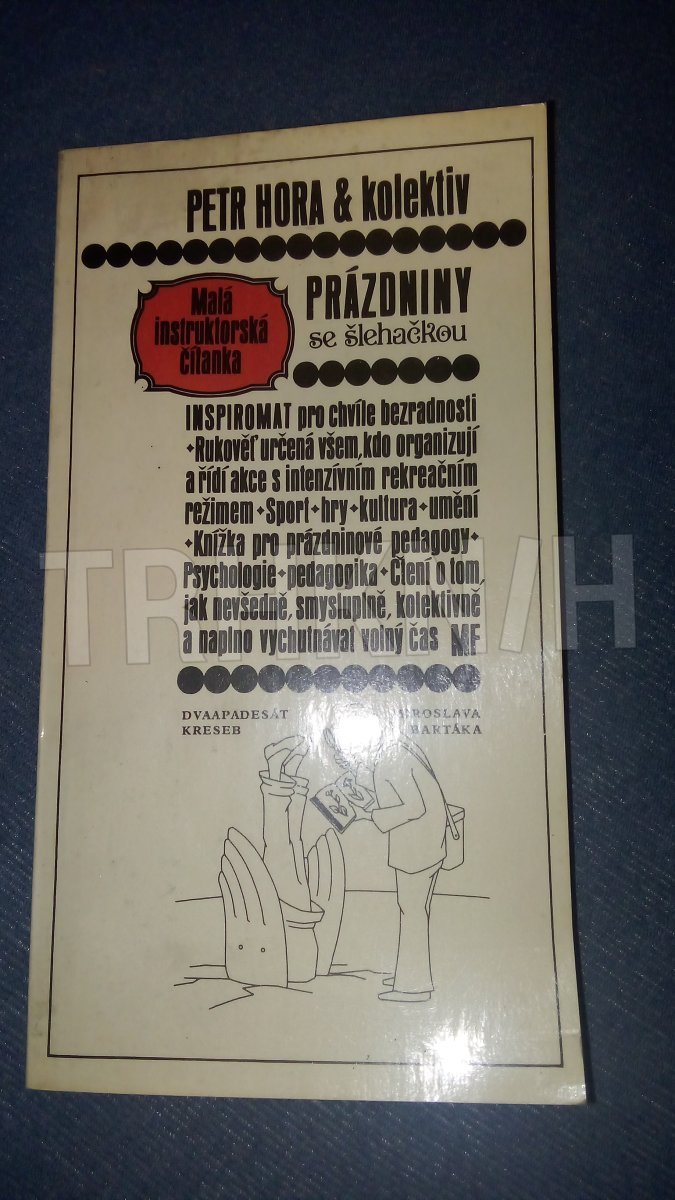 PETR HORA & kolektiv
Malá
instruktorská
čítanka
PRÁZDNINY
se šlehačkou
INSPIROMAT pro chvíle bezradnosti
Rukověť určená všem, kdo organizují
a řídí akce s intenzívním rekreačním
režimem Sport hry kultura umění
Knížka pro prázdninové pedagogy
Psychologie pedagogika Čtení o tom,
jak nevšedně, smysluplně, kolektivně
a naplno vychutnávat volný čas MF
DVAAPADESÁT
KRESEB
BARTÁKA